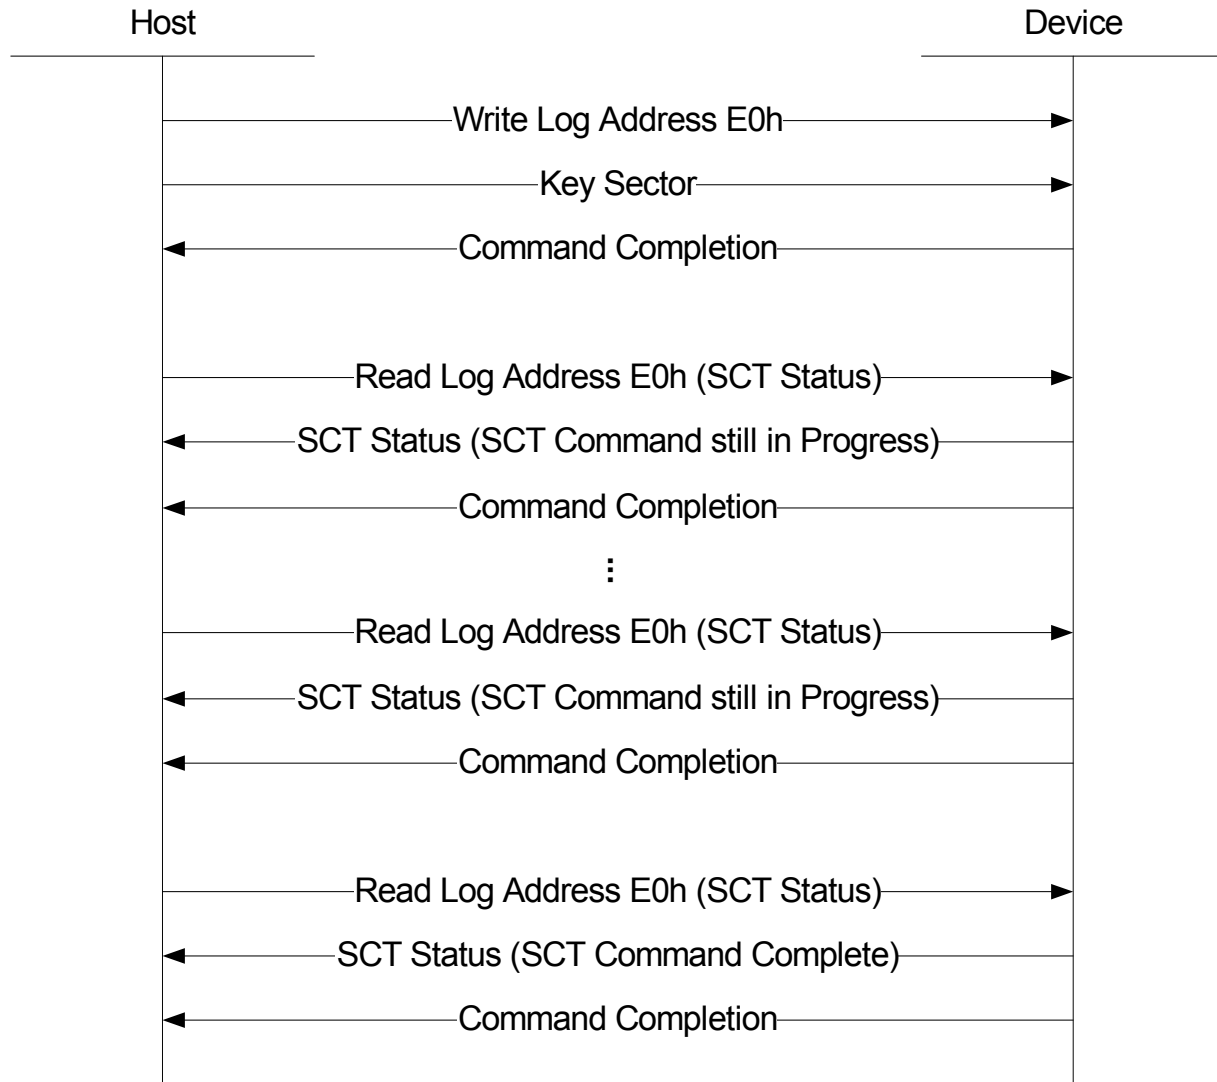 Host
Device
Write Log Address E0h
Key Sector
Command Completion
Read Log Address E0h (SCT Status)
SCT Status (SCT Command still in Progress)
Command Completion
...
Read Log Address E0h (SCT Status)
SCT Status (SCT Command still in Progress)
Command Completion
Read Log Address E0h (SCT Status)
SCT Status (SCT Command Complete)
Command Completion